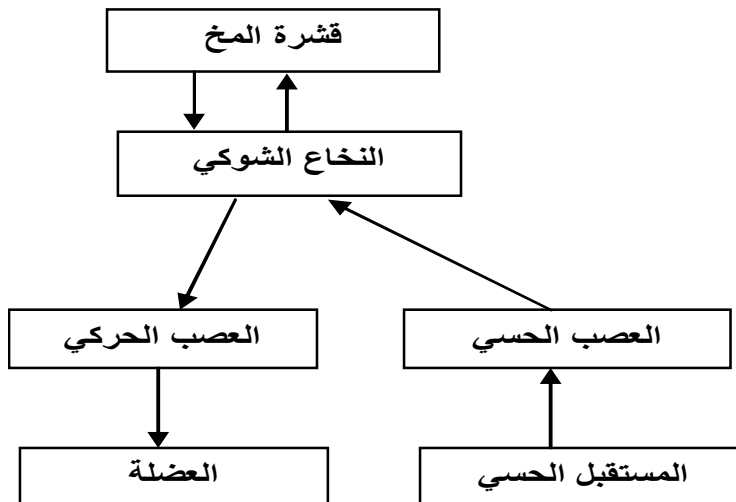 قشرة المخ
النخاع الشوكي
العصب الحسي
العصب الحركي
المستقبل الحسي
العضلة